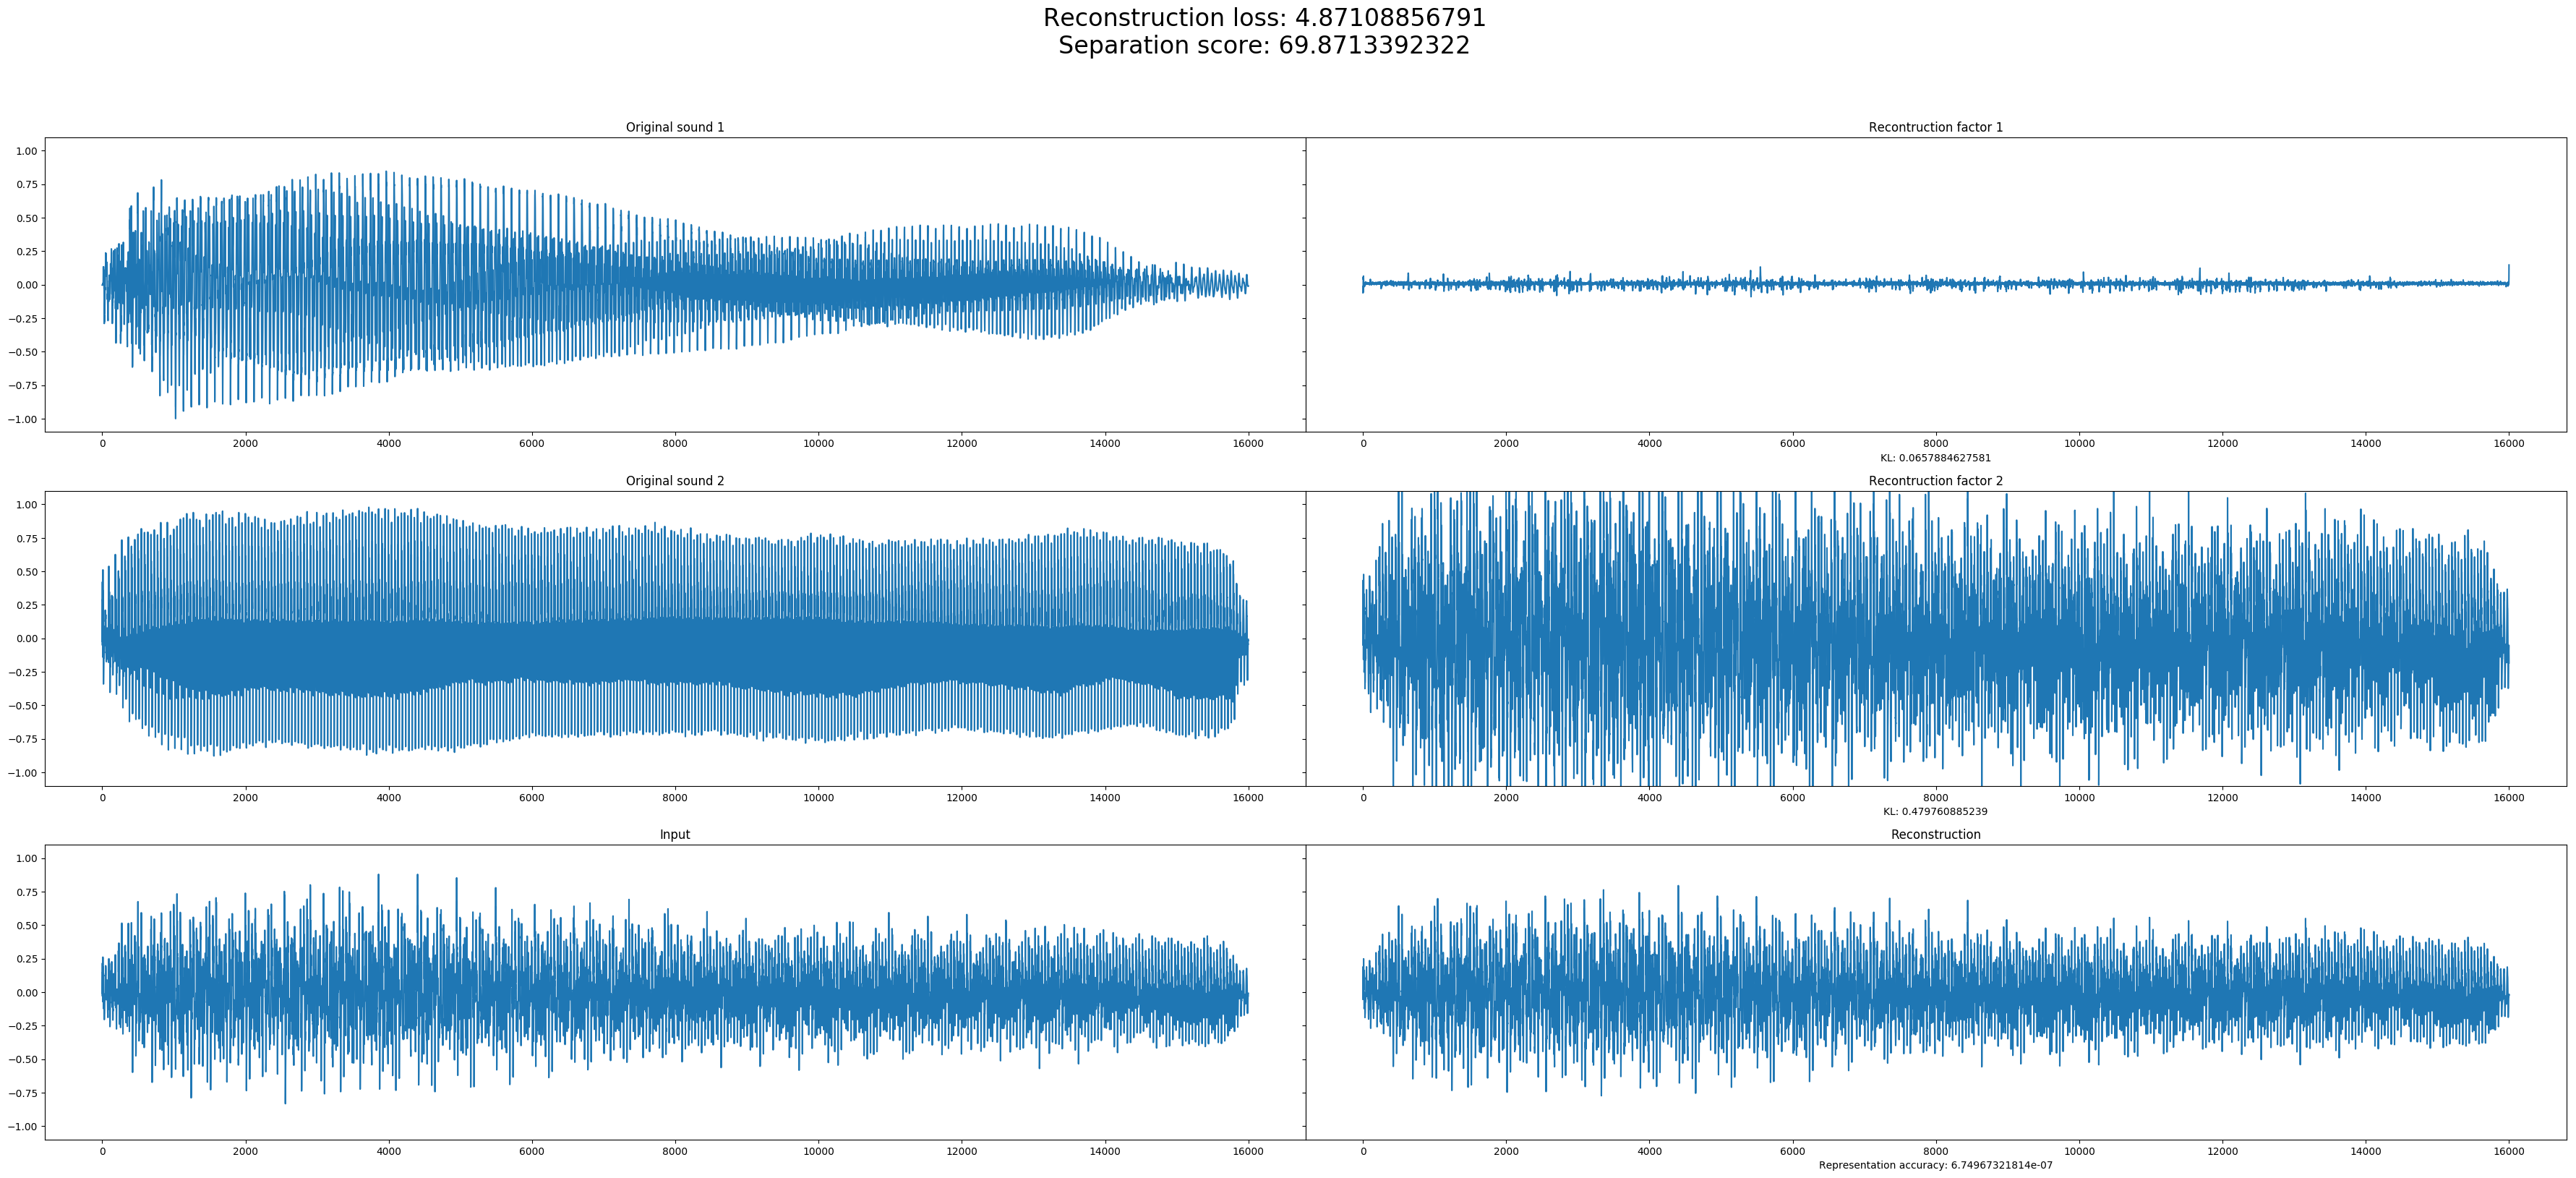 Reconstruction loss: 4.87108856791
Separation score: 69.8713392322
Original sound 1
Recontruction factor 1
1.00
0.75
0.50
0.25
0.00
−0.25
−0.50
−0.75
−1.00
0 2000 4000 6000 8000 10000 12000 14000 16000
0 2000 4000 6000 8000 10000 12000 14000 16000
KL: 0.0657884627581
Original sound 2
Recontruction factor 2
1.00
0.75
0.50
0.25
0.00
−0.25
−0.50
−0.75
−1.00
0 2000 4000 6000 8000 10000 12000 14000 16000
0 2000 4000 6000 8000 10000 12000 14000 16000
KL: 0.479760885239
Input
Reconstruction
1.00
0.75
0.50
0.25
0.00
−0.25
−0.50
−0.75
−1.00
0 2000 4000 6000 8000 10000 12000 14000 16000
0 2000 4000 6000 8000 10000 12000 14000 16000
Representation accuracy: 6.74967321814e-07